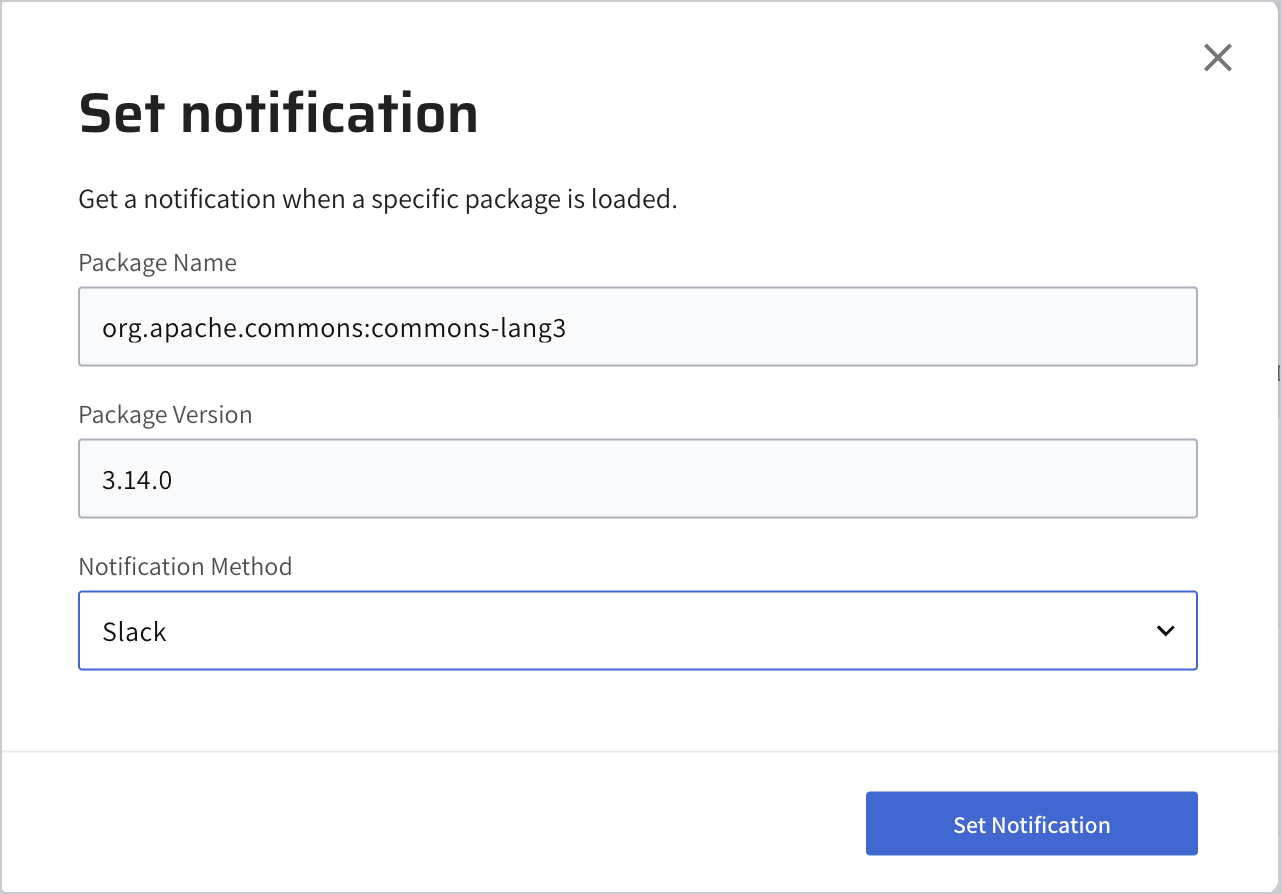 Set notification
Get a notification when a specific package is loaded.
Package Name
org.apache.commons:commons-lang3
Package Version
3.14.0
Notification Method
Slack
Set Notification